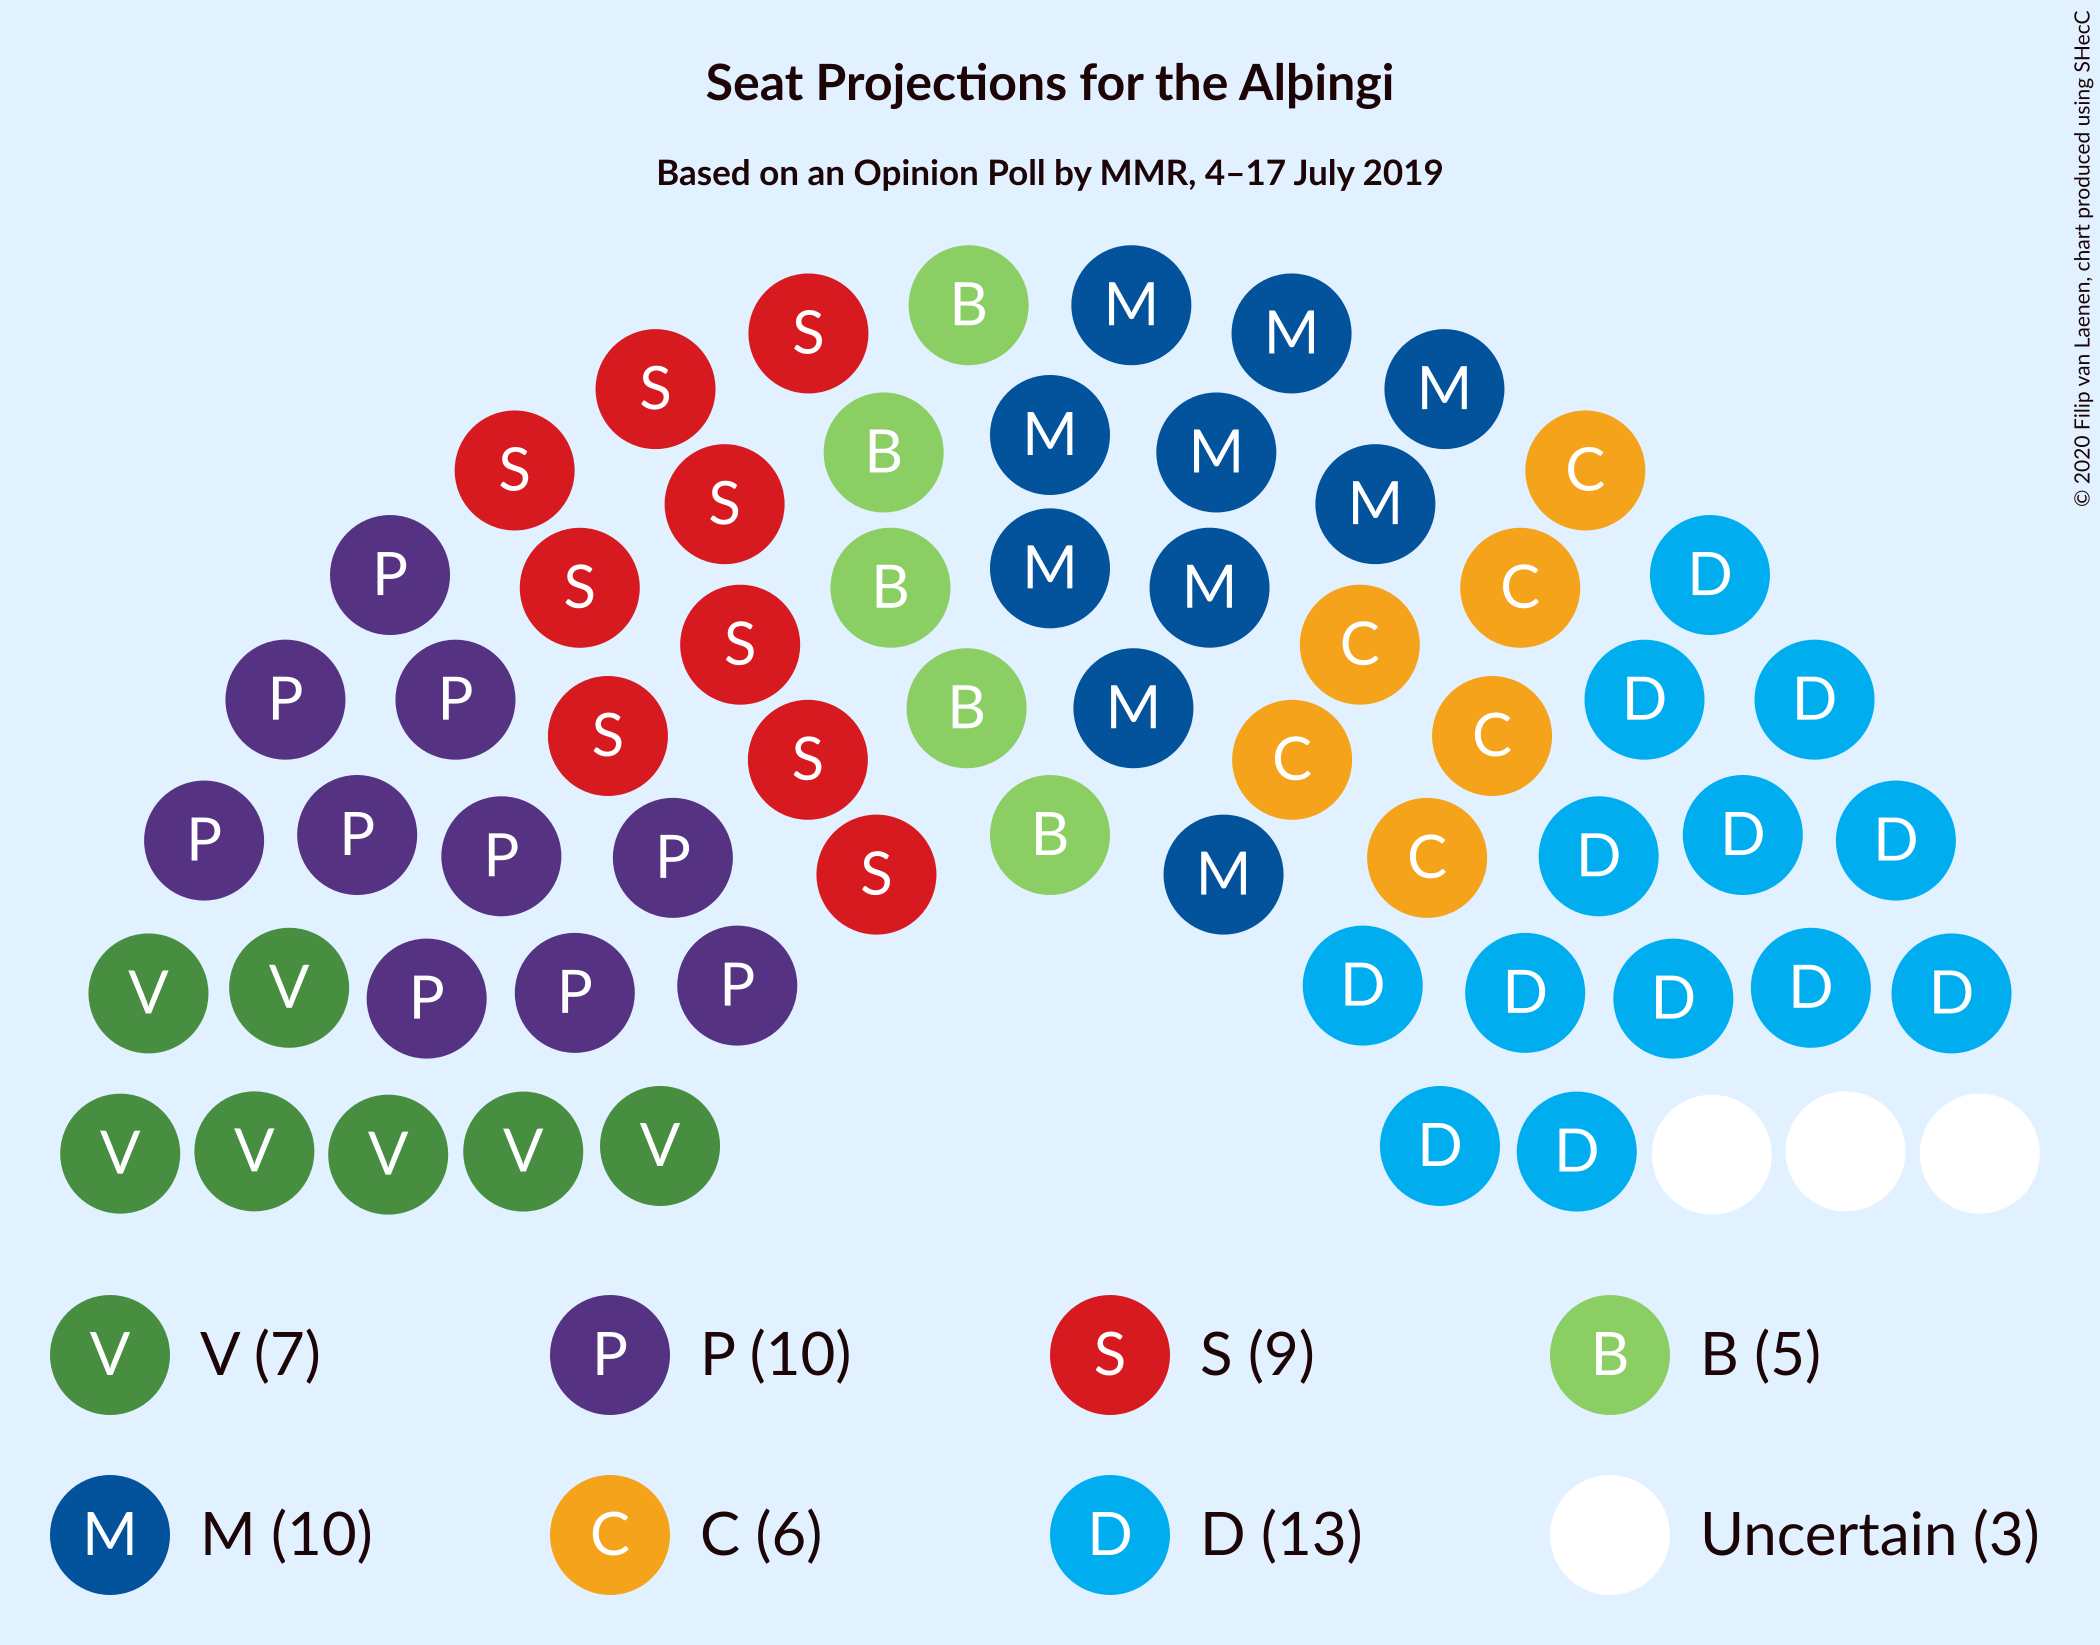 Seat Projections for the Alþingi
Based on an Opinion Poll by MMR, 4–17 July 2019
© 2020 Filip van Laenen, chart produced using SHecC
B M
S M
S M
M
B M
S C
S M
M
P D
S C
B M
S C
P P D D
B M
S C
S C
P D
P D
P P D C
S M
B
V V P P P D D D D D
V V V V V D D
V V (7) P P (10) S S (9) B B (5)
M M (10) C C (6) D D (13) Uncertain (3)